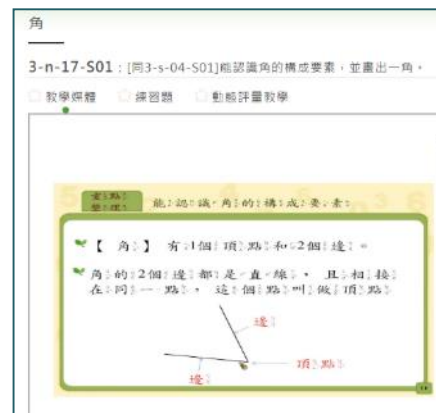 角
3-n-17-S01：[同3-s-04-S01]能認識角的構成要素，並畫出一角。
教學媒體 練習題 動態評量教學
重點整理 能認識角的構成要素
【角】有1個頂點和2個邊。
角的2個邊都是直線，且相接
在同一點，這個點叫做頂點
邊
邊
頂點